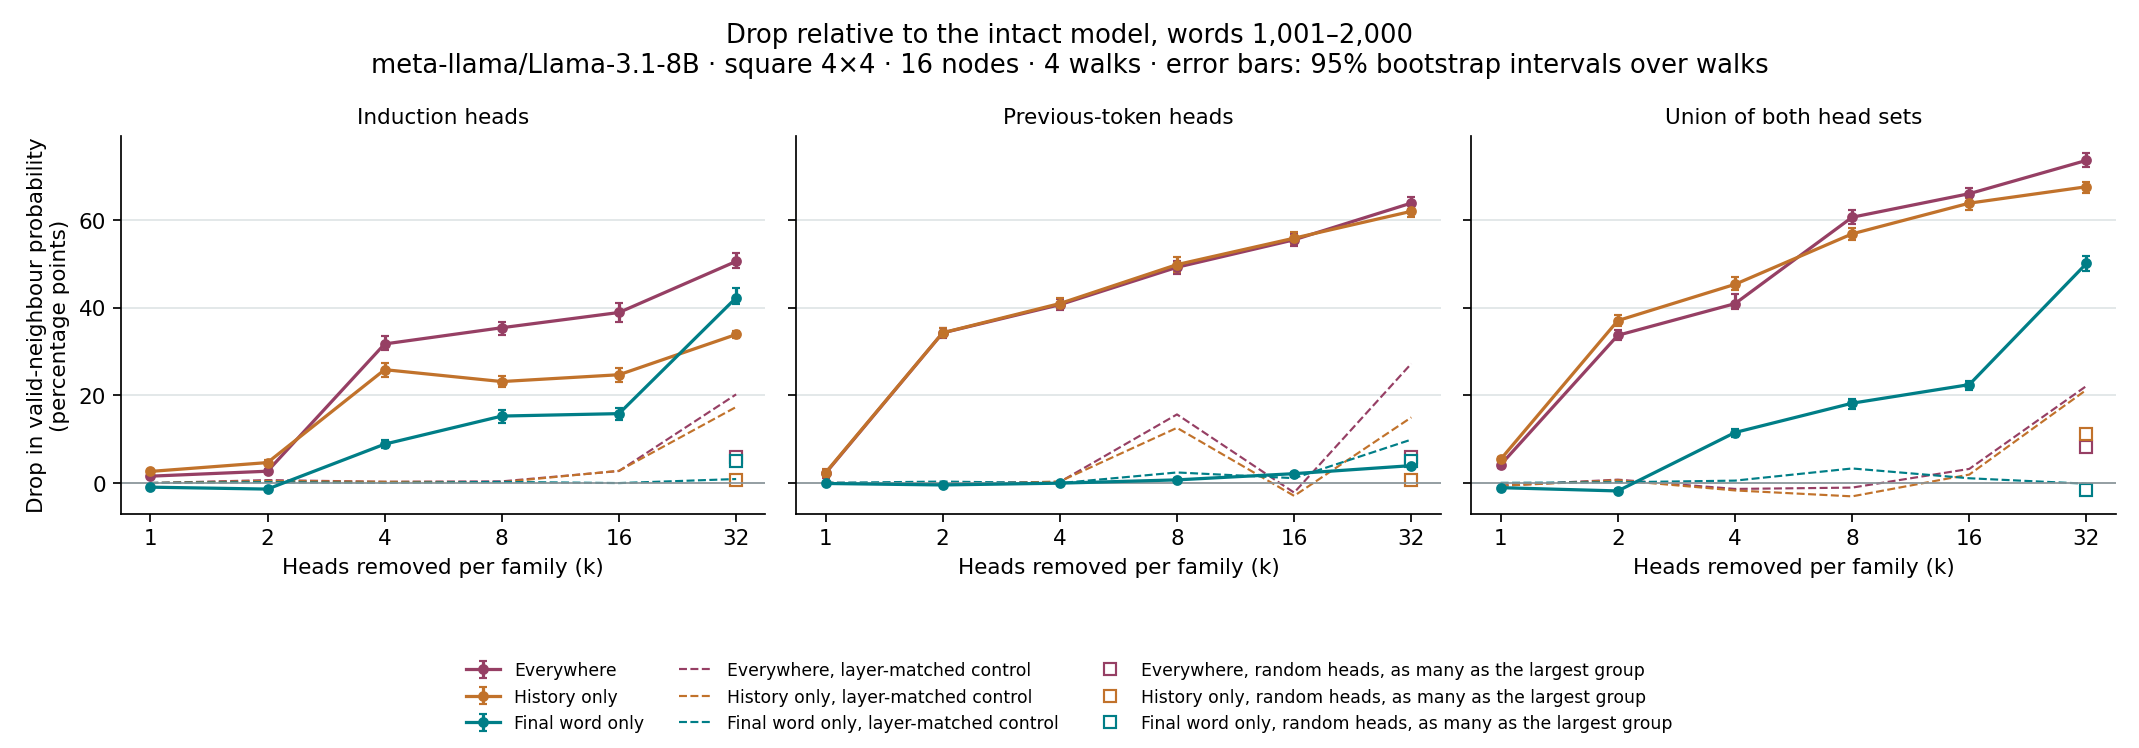 Drop relative to the intact model, words 1,001–2,000
meta-llama/Llama-3.1-8B · square 4×4 · 16 nodes · 4 walks · error bars: 95% bootstrap intervals over walks
Induction heads
Previous-token heads
Union of both head sets
Drop in valid-neighbour probability
(percentage points)
60
40
20
0
1 2 4 8 16 32
1 2 4 8 16 32
1 2 4 8 16 32
Heads removed per family (k)
Heads removed per family (k)
Heads removed per family (k)
Everywhere
History only
Final word only
Everywhere, layer-matched control
History only, layer-matched control
Final word only, layer-matched control
Everywhere, random heads, as many as the largest group
History only, random heads, as many as the largest group
Final word only, random heads, as many as the largest group